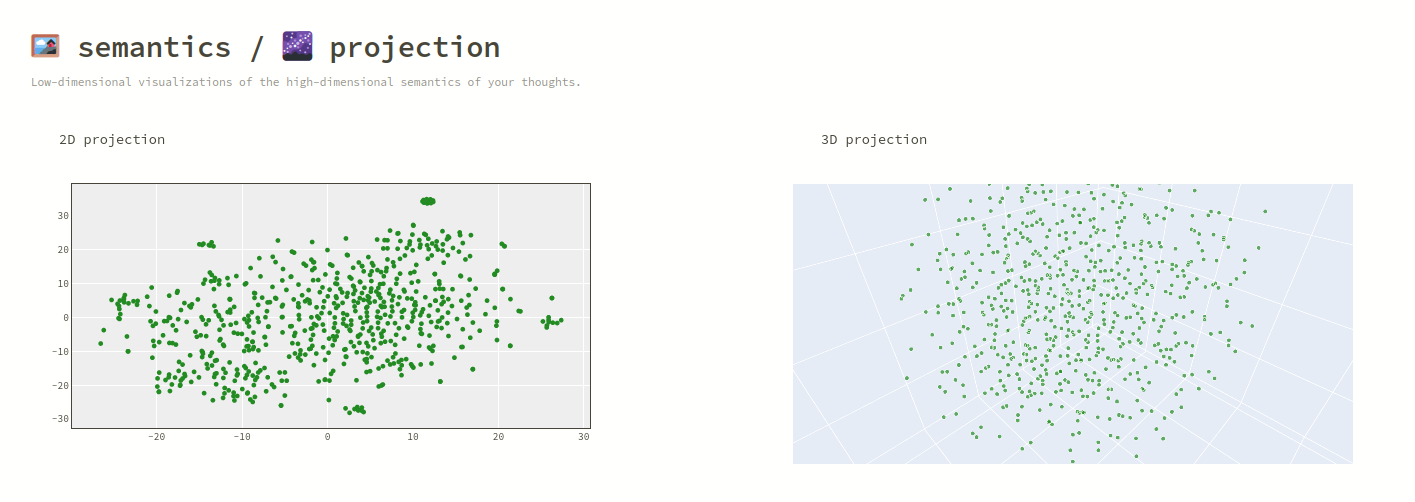 semantics / projection
Low-dimensional visualizations of the high-dimensional semantics of your thoughts.
2D projection
3D projection
30
20
10
0
−10
−20
−30
−20 −10 0 10 20 30